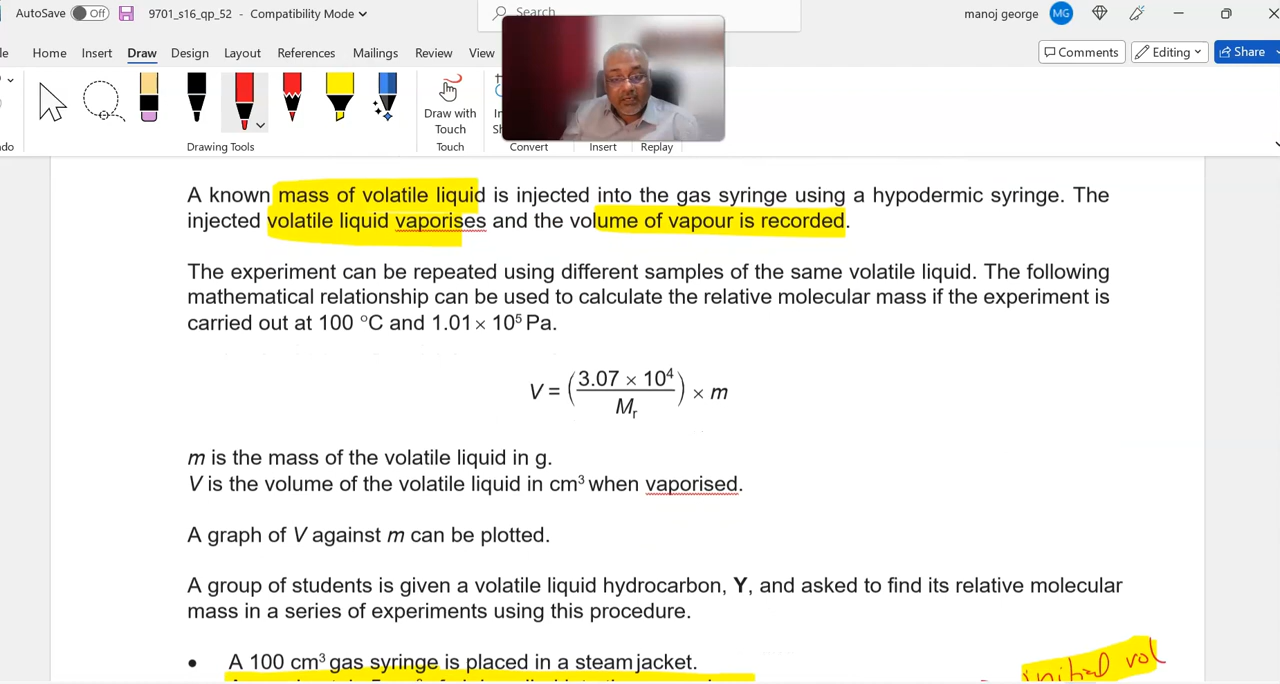 AutoSave Off 9701_s16_qp_52 - Compatibility Mode Search manoj george MG
Home Insert Draw Design Layout References Mailings Review View Comments Editing Share
Draw with
Touch
Drawing Tools Touch Convert Insert Replay
A known mass of volatile liquid is injected into the gas syringe using a hypodermic syringe. The
injected volatile liquid vaporises and the volume of vapour is recorded.
The experiment can be repeated using different samples of the same volatile liquid. The following
mathematical relationship can be used to calculate the relative molecular mass if the experiment is
carried out at 100 °C and 1.01 × 10⁵ Pa.
V = (3.07 × 10⁴ / Mᵣ) × m
m is the mass of the volatile liquid in g.
V is the volume of the volatile liquid in cm³ when vaporised.
A graph of V against m can be plotted.
A group of students is given a volatile liquid hydrocarbon, Y, and asked to find its relative molecular
mass in a series of experiments using this procedure.
• A 100 cm³ gas syringe is placed in a steam jacket.
initial vol